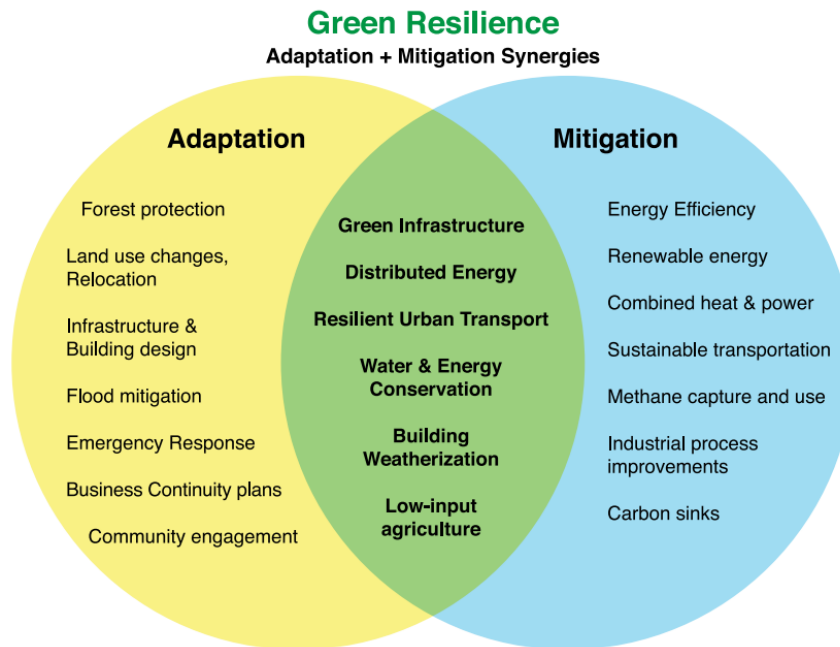 Green Resilience
Adaptation + Mitigation Synergies
Adaptation
Forest protection
Land use changes,
Relocation
Infrastructure &
Building design
Flood mitigation
Emergency Response
Business Continuity plans
Community engagement
Green Infrastructure
Distributed Energy
Resilient Urban Transport
Water & Energy
Conservation
Building
Weatherization
Low-input
agriculture
Mitigation
Energy Efficiency
Renewable energy
Combined heat & power
Sustainable transportation
Methane capture and use
Industrial process
improvements
Carbon sinks